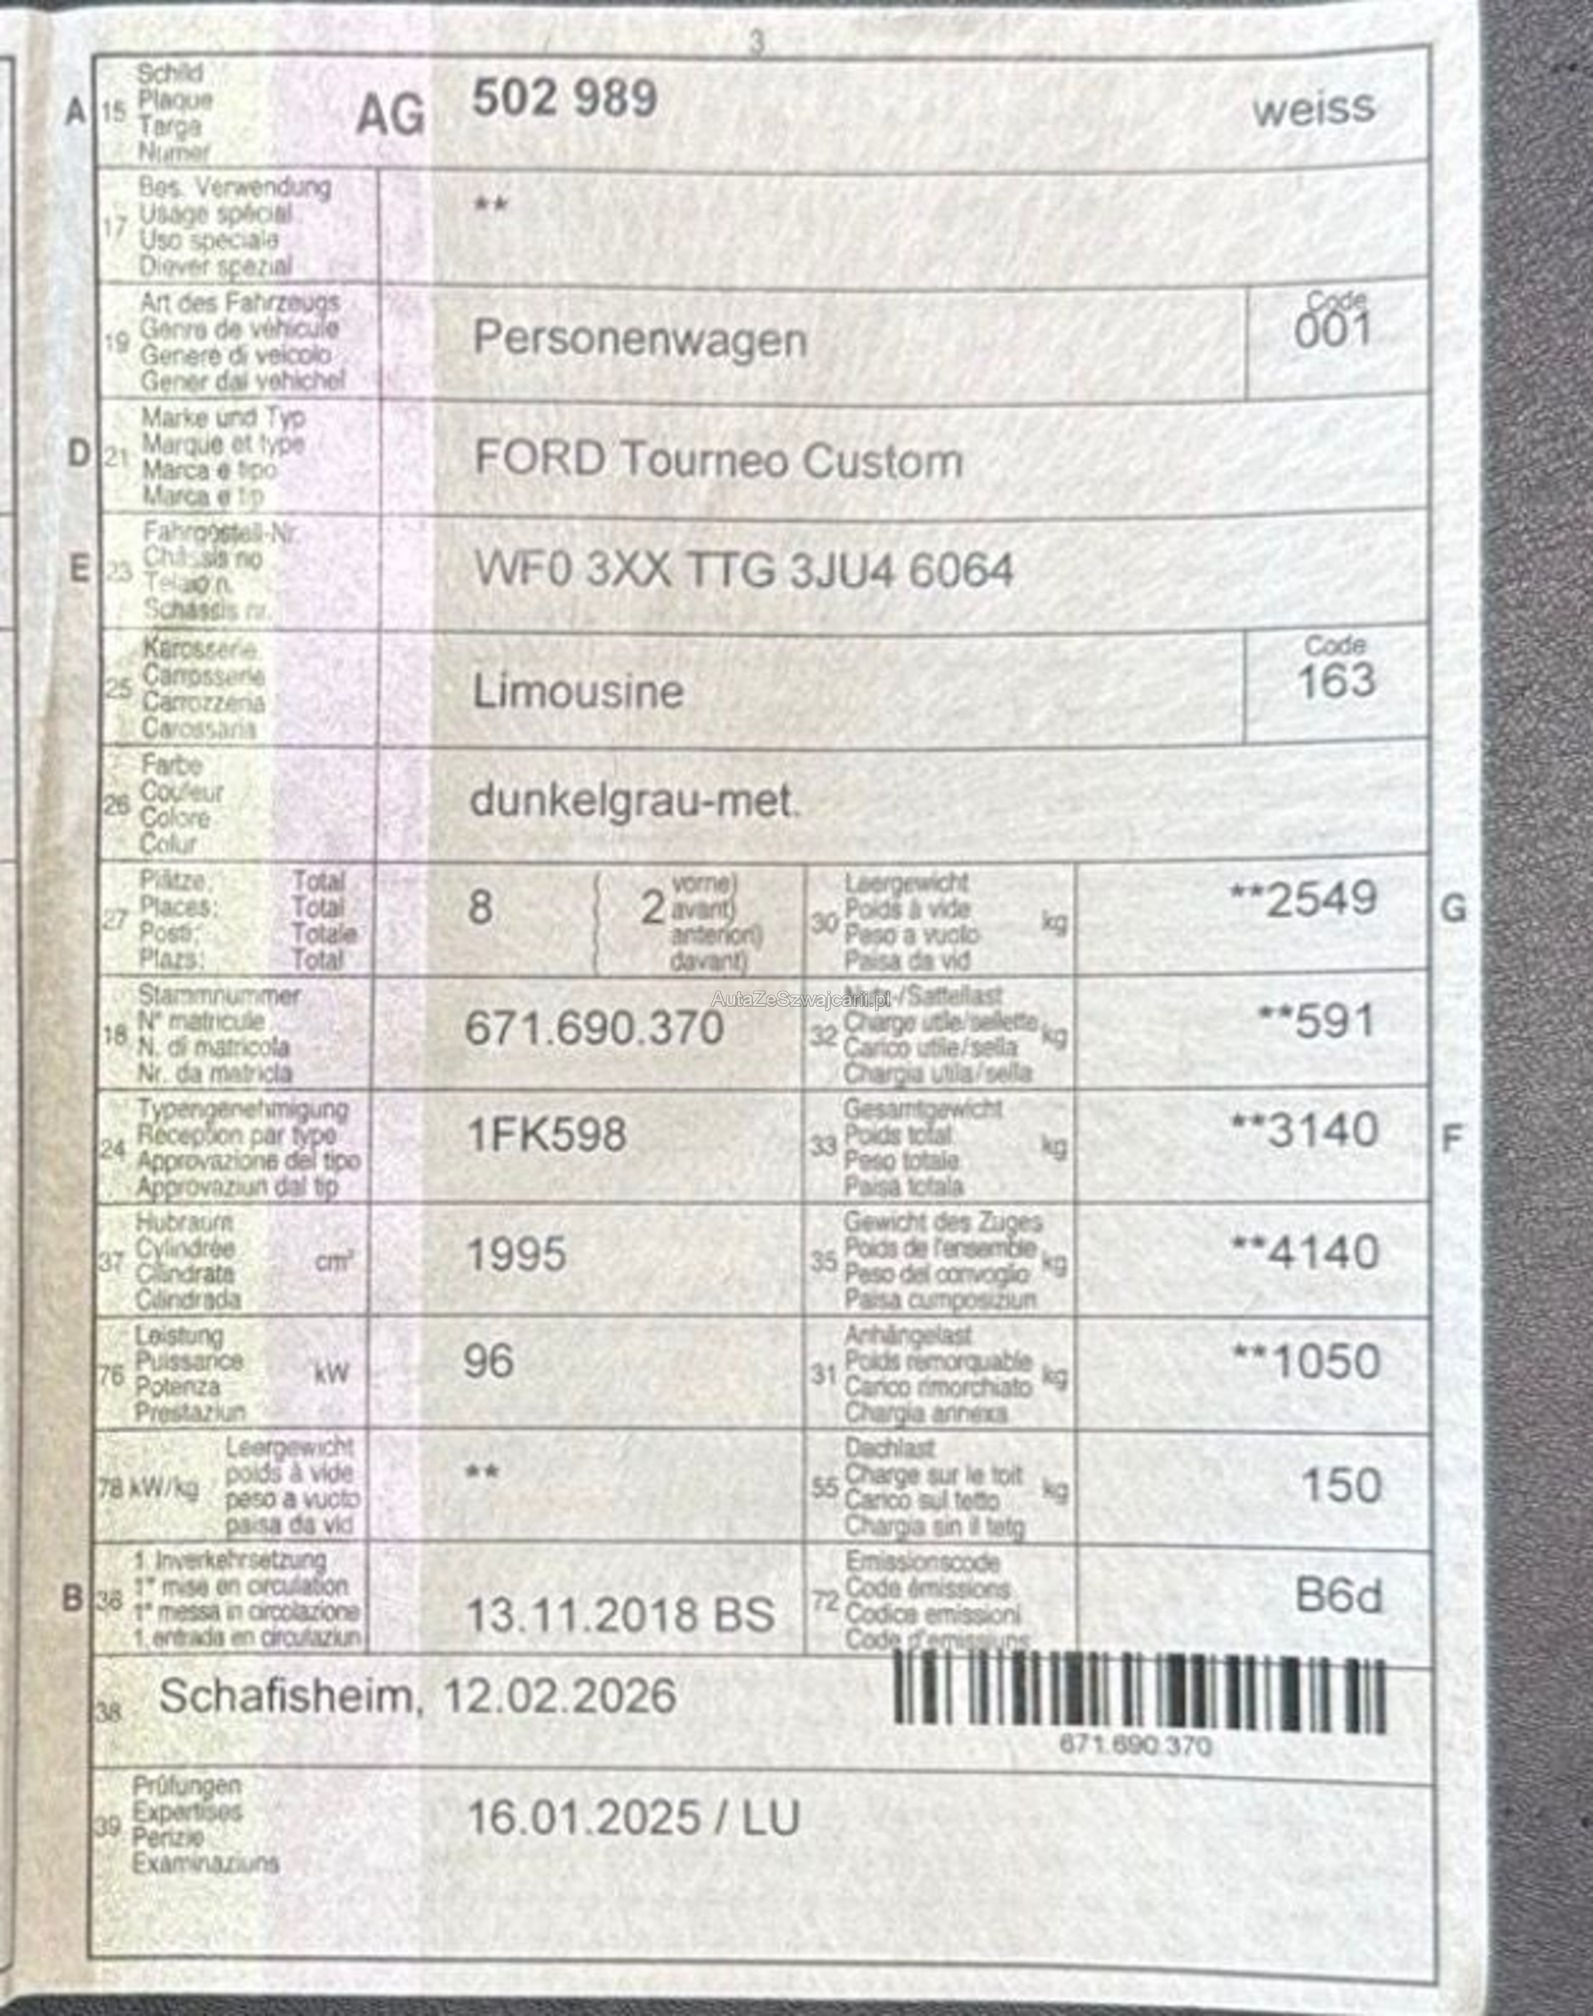 3
A 15 Schild AG 502 989 weiss
Plaque
Targa
Numer
17 Bes. Verwendung **
Usage spécial
Uso speciale
Diever spezial
19 Art des Fahrzeugs Personenwagen Code 001
Genre de véhicule
Genere di veicolo
Gener dal vehichel
D 21 Marke und Typ FORD Tourneo Custom
Marque et type
Marca e tipo
Marca e tip
E 23 Fahrgestell-Nr. WF0 3XX TTG 3JU4 6064
Châssis no
Telaio n.
Schassis nr.
25 Karosserie Limousine Code 163
Carrosserie
Carrozzeria
Carossaria
26 Farbe dunkelgrau-met.
Couleur
Colore
Colur
27 Plätze: Total 8 ( 2 vorne)
Places: Total avant)
Posti: Totale anteriori)
Plazs: Total davant)
30 Leergewicht kg **2549 G
Poids à vide
Peso a vuoto
Paisa da vid
18 Stammnummer 671.690.370
N° matricule
N. di matricola
Nr. da matricla
AutaZeSzwajcarii.pl
32 Nutz-/Sattellast kg **591
Charge utile/sellette
Carico utile/sella
Chargia utila/sella
24 Typengenehmigung 1FK598
Réception par type
Approvazione del tipo
Approvaziun dal tip
33 Gesamtgewicht kg **3140 F
Poids total
Peso totale
Paisa totala
37 Hubraum cm³ 1995
Cylindrée
Cilindrata
Cilindrada
35 Gewicht des Zuges kg **4140
Poids de l'ensemble
Peso del convoglio
Paisa cumposiziun
76 Leistung kW 96
Puissance
Potenza
Prestaziun
31 Anhängelast kg **1050
Poids remorquable
Carico rimorchiato
Chargia annexa
78 kW/kg Leergewicht **
poids à vide
peso a vuoto
paisa da vid
55 Dachlast kg 150
Charge sur le toit
Carico sul tetto
Chargia sin il tetg
B 36 1. Inverkehrsetzung 13.11.2018 BS
1re mise en circulation
1a messa in circolazione
1. entrada en circulaziun
72 Emissionscode B6d
Code émissions
Codice emissioni
Code d'emissiuns
38 Schafisheim, 12.02.2026
671.690.370
39 Prüfungen 16.01.2025 / LU
Expertises
Perizie
Examinaziuns